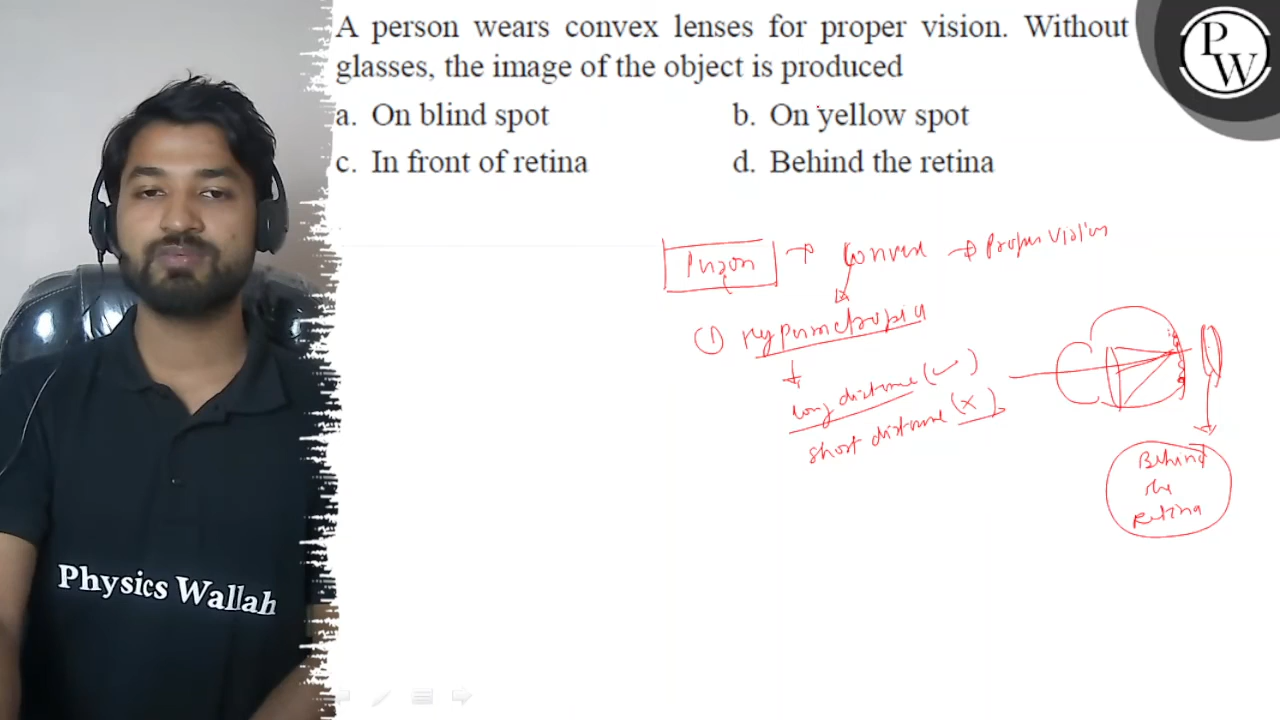 A person wears convex lenses for proper vision. Without
glasses, the image of the object is produced
a. On blind spot
b. On yellow spot
c. In front of retina
d. Behind the retina
PW
Person → Convex → Proper vision
① Hypermetropia
long distance (✓)
short distance (×)
Behind
the
Retina
Physics Wallah